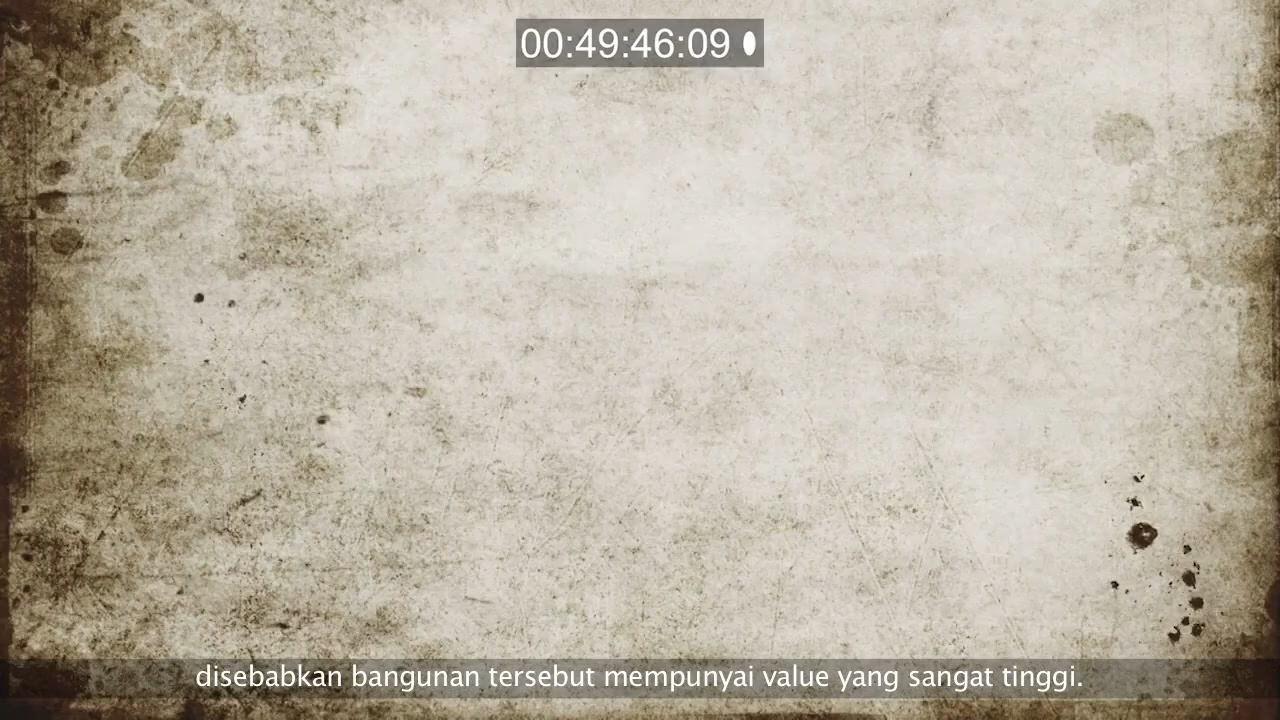 00:49:46:09
disebabkan bangunan tersebut mempunyai value yang sangat tinggi.